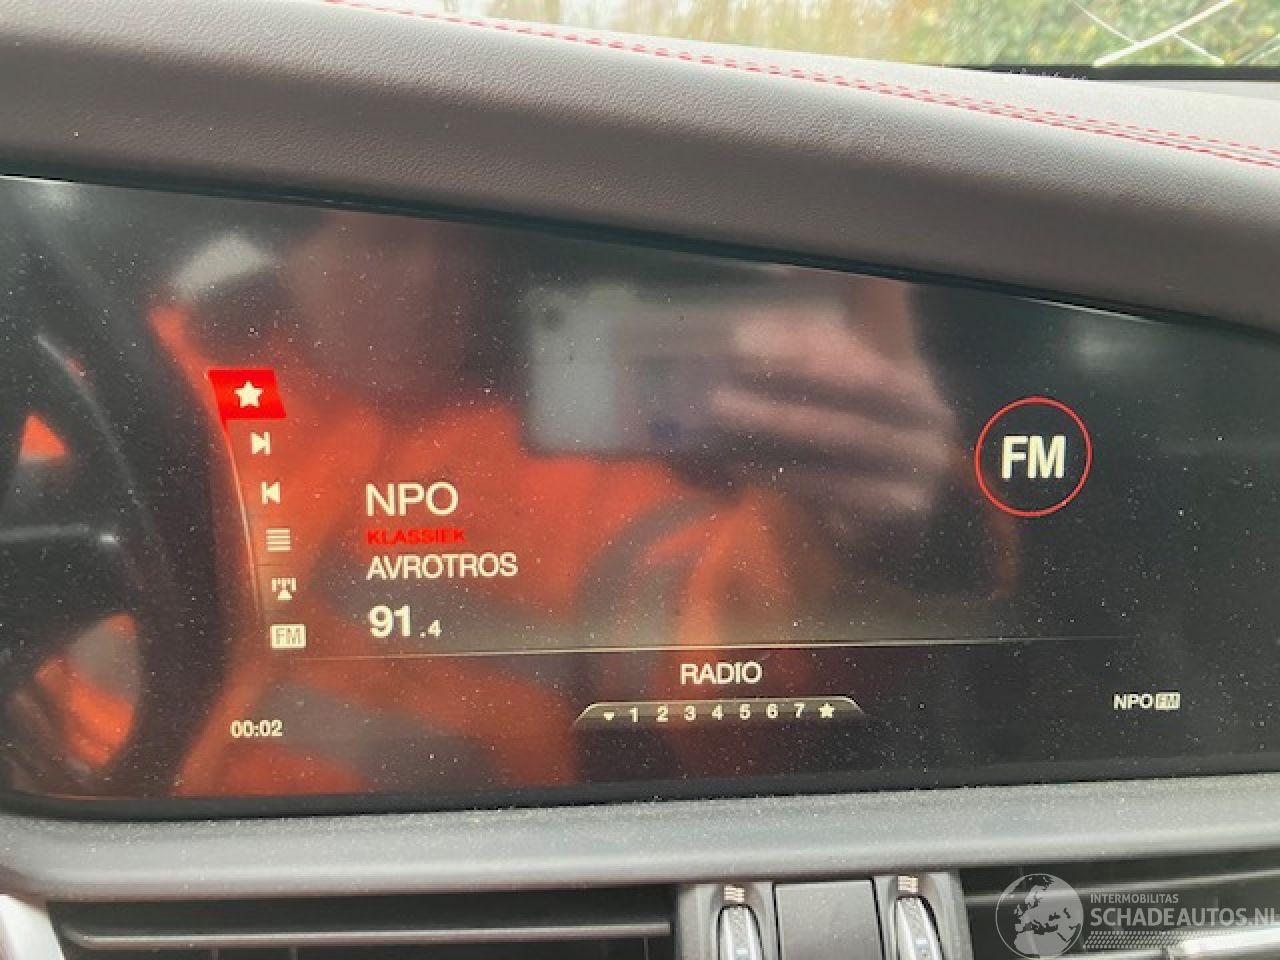 FM
NPO
KLASSIEK
AVROTROS
91.4
FM
RADIO
1 2 3 4 5 6 7
00:02
NPO FM
INTERMOBILITAS
SCHADEAUTOS.NL